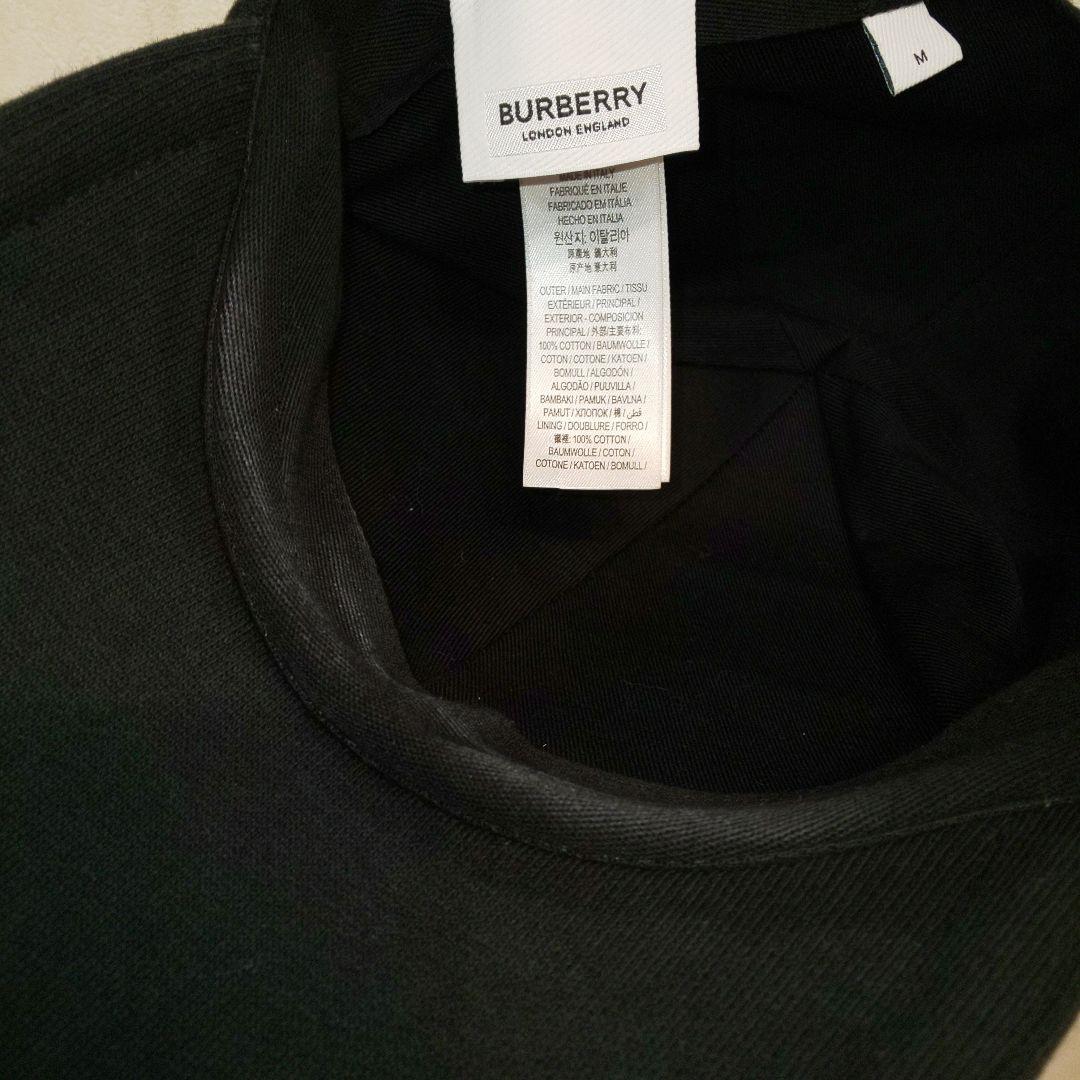 BURBERRY
LONDON ENGLAND
M
MADE IN ITALY
FABRIQUÉ EN ITALIE
FABRICADO EM ITÁLIA
HECHO EN ITALIA
원산지: 이탈리아
原產地 義大利
原产地 意大利
OUTER / MAIN FABRIC / TISSU
EXTÉRIEUR / PRINCIPAL /
EXTERIOR - COMPOSICION
PRINCIPAL / 外部/主要布料:
100% COTTON / BAUMWOLLE /
COTON / COTONE / KATOEN /
BOMULL / ALGODÓN /
ALGODÃO / PUUVILLA /
BAMBAKI / PAMUK / BAVLNA /
PAMUT / ХЛОПОК / 棉 / قطن /
LINING / DOUBLURE / FORRO /
襯裡: 100% COTTON /
BAUMWOLLE / COTON /
COTONE / KATOEN / BOMULL /